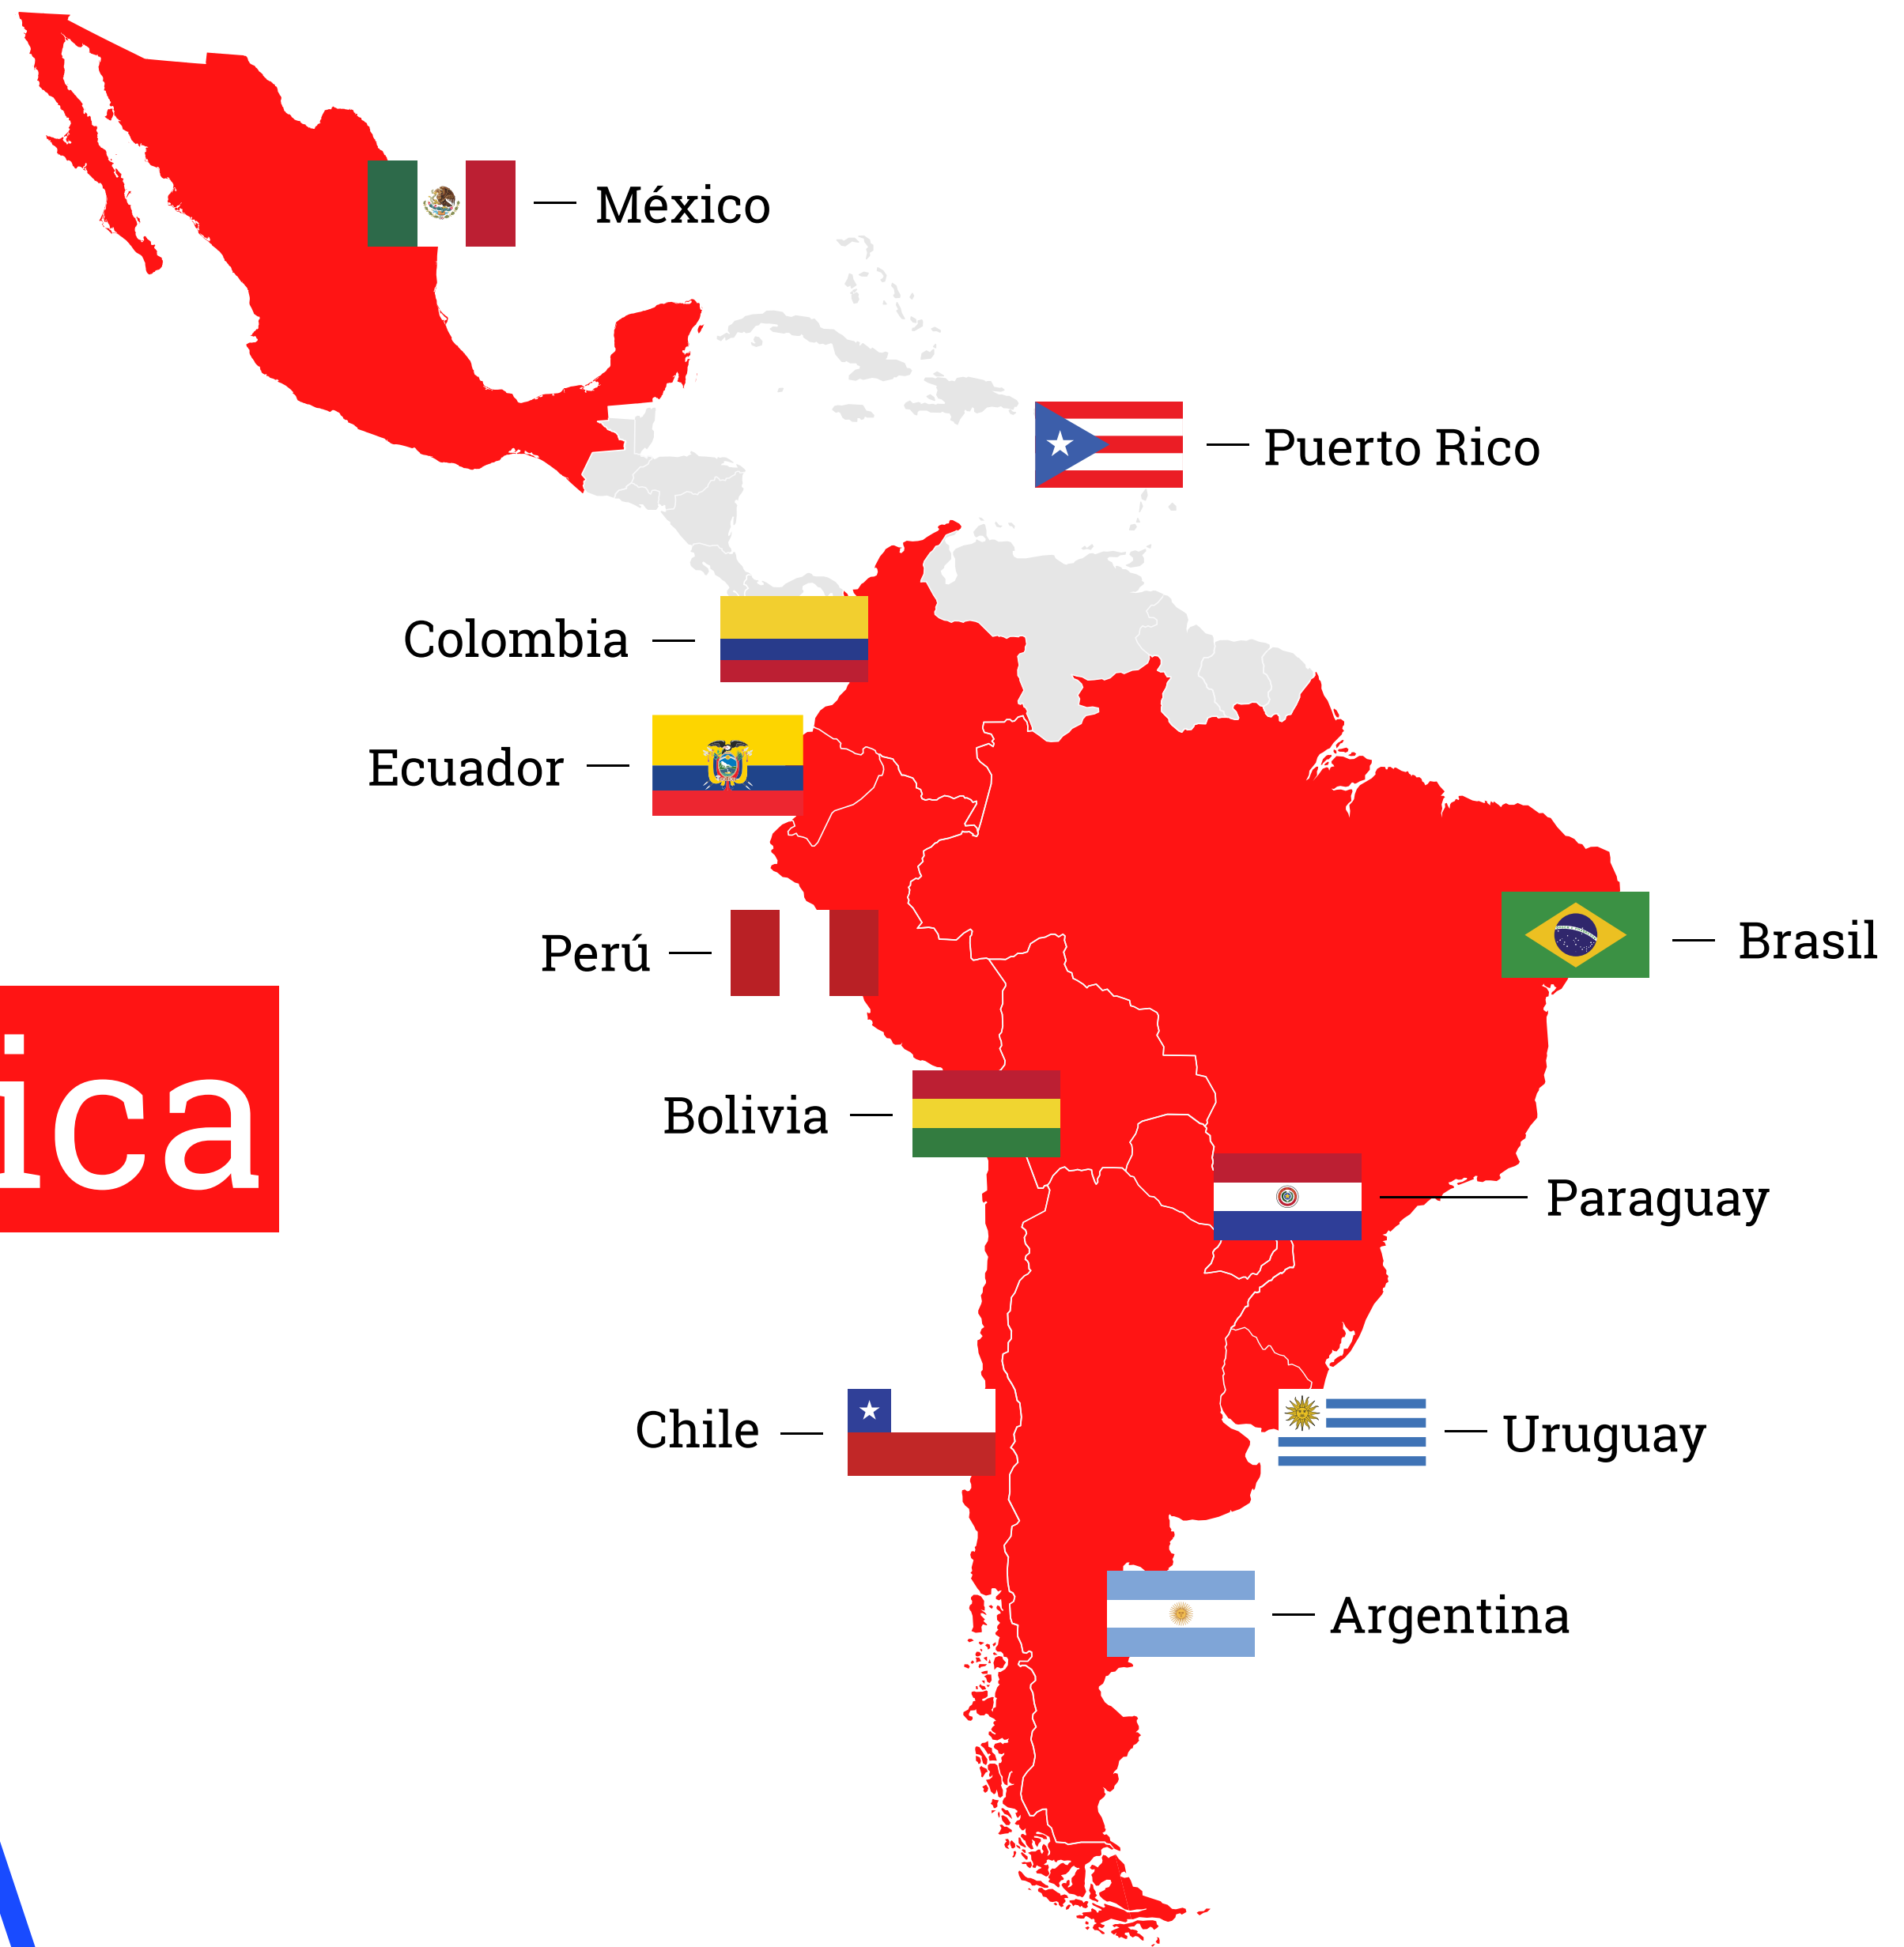 México
Puerto Rico
Colombia
Ecuador
Perú
Brasil
ica
Bolivia
Paraguay
Chile
Uruguay
Argentina